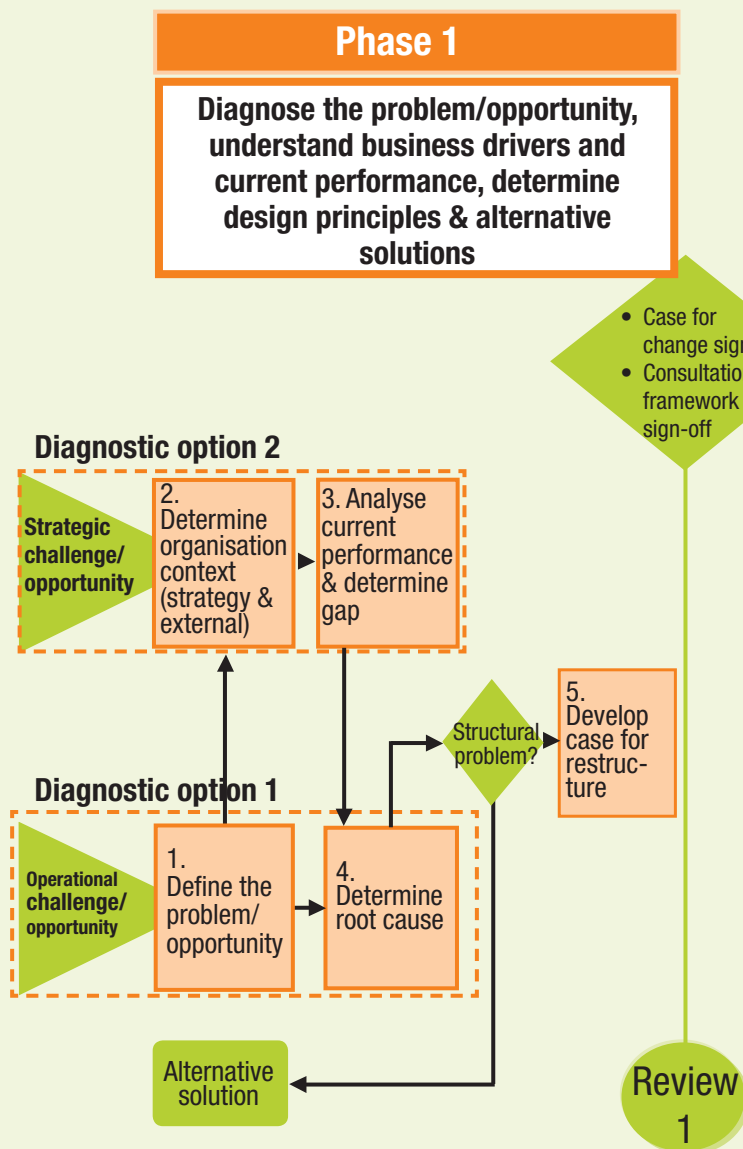 Phase 1
Diagnose the problem/opportunity,
understand business drivers and
current performance, determine
design principles & alternative
solutions
• Case for
change sign
• Consultatio
framework
sign-off
Diagnostic option 2
Strategic
challenge/
opportunity
2.
Determine
organisation
context
(strategy &
external)
3. Analyse
current
performance
& determine
gap
Structural
problem?
5.
Develop
case for
restruc-
ture
Diagnostic option 1
Operational
challenge/
opportunity
1.
Define the
problem/
opportunity
4.
Determine
root cause
Alternative
solution
Review
1